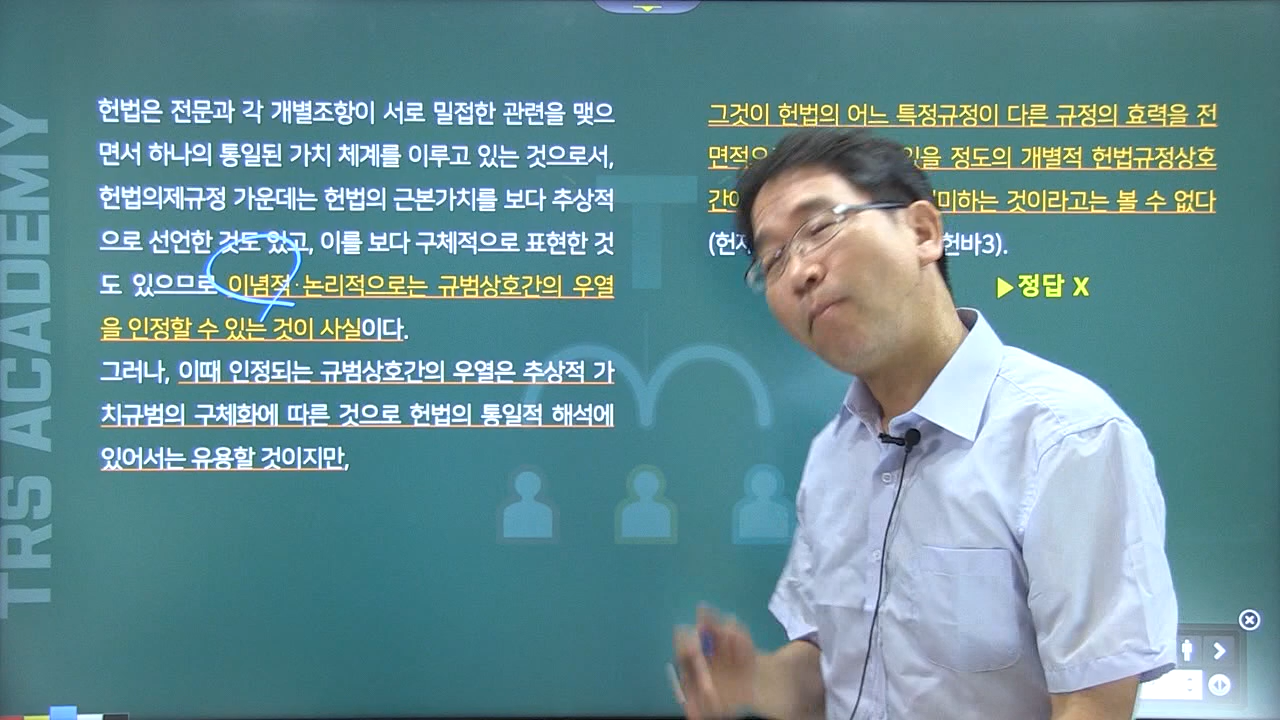 헌법은 전문과 각 개별조항이 서로 밀접한 관련을 맺으
면서 하나의 통일된 가치 체계를 이루고 있는 것으로서,
헌법의제규정 가운데는 헌법의 근본가치를 보다 추상적
으로 선언한 것도 있고, 이를 보다 구체적으로 표현한 것
도 있으므로 이념적·논리적으로는 규범상호간의 우열
을 인정할 수 있는 것이 사실이다.
그러나, 이때 인정되는 규범상호간의 우열은 추상적 가
치규범의 구체화에 따른 것으로 헌법의 통일적 해석에
있어서는 유용할 것이지만,
그것이 헌법의 어느 특정규정이 다른 규정의 효력을 전
면적으 있을 정도의 개별적 헌법규정상호
간에 미하는 것이라고는 볼 수 없다
(헌재 헌바3).
▶정답 X
TRS ACADEMY